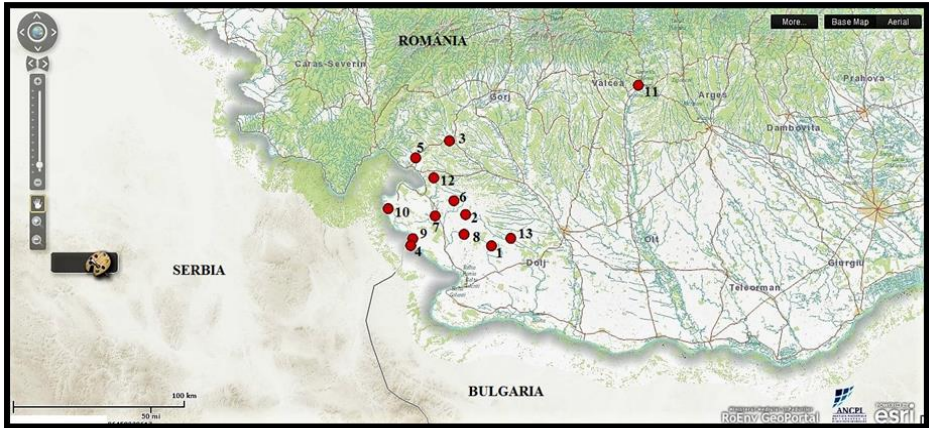 More...
Base Map
Aerial
ROMÂNIA
Caras-Severin
Gorj
Valcea
11
Arges
Prahova
Dambovita
3
5
12
6
10
7
2
9
8
4
1
13
Dolj
Olt
Giurgiu
Teleorman
SERBIA
BULGARIA
100 km
50 mi
ANCPI
RoEnv GeoPortal
POWERED BY
esri